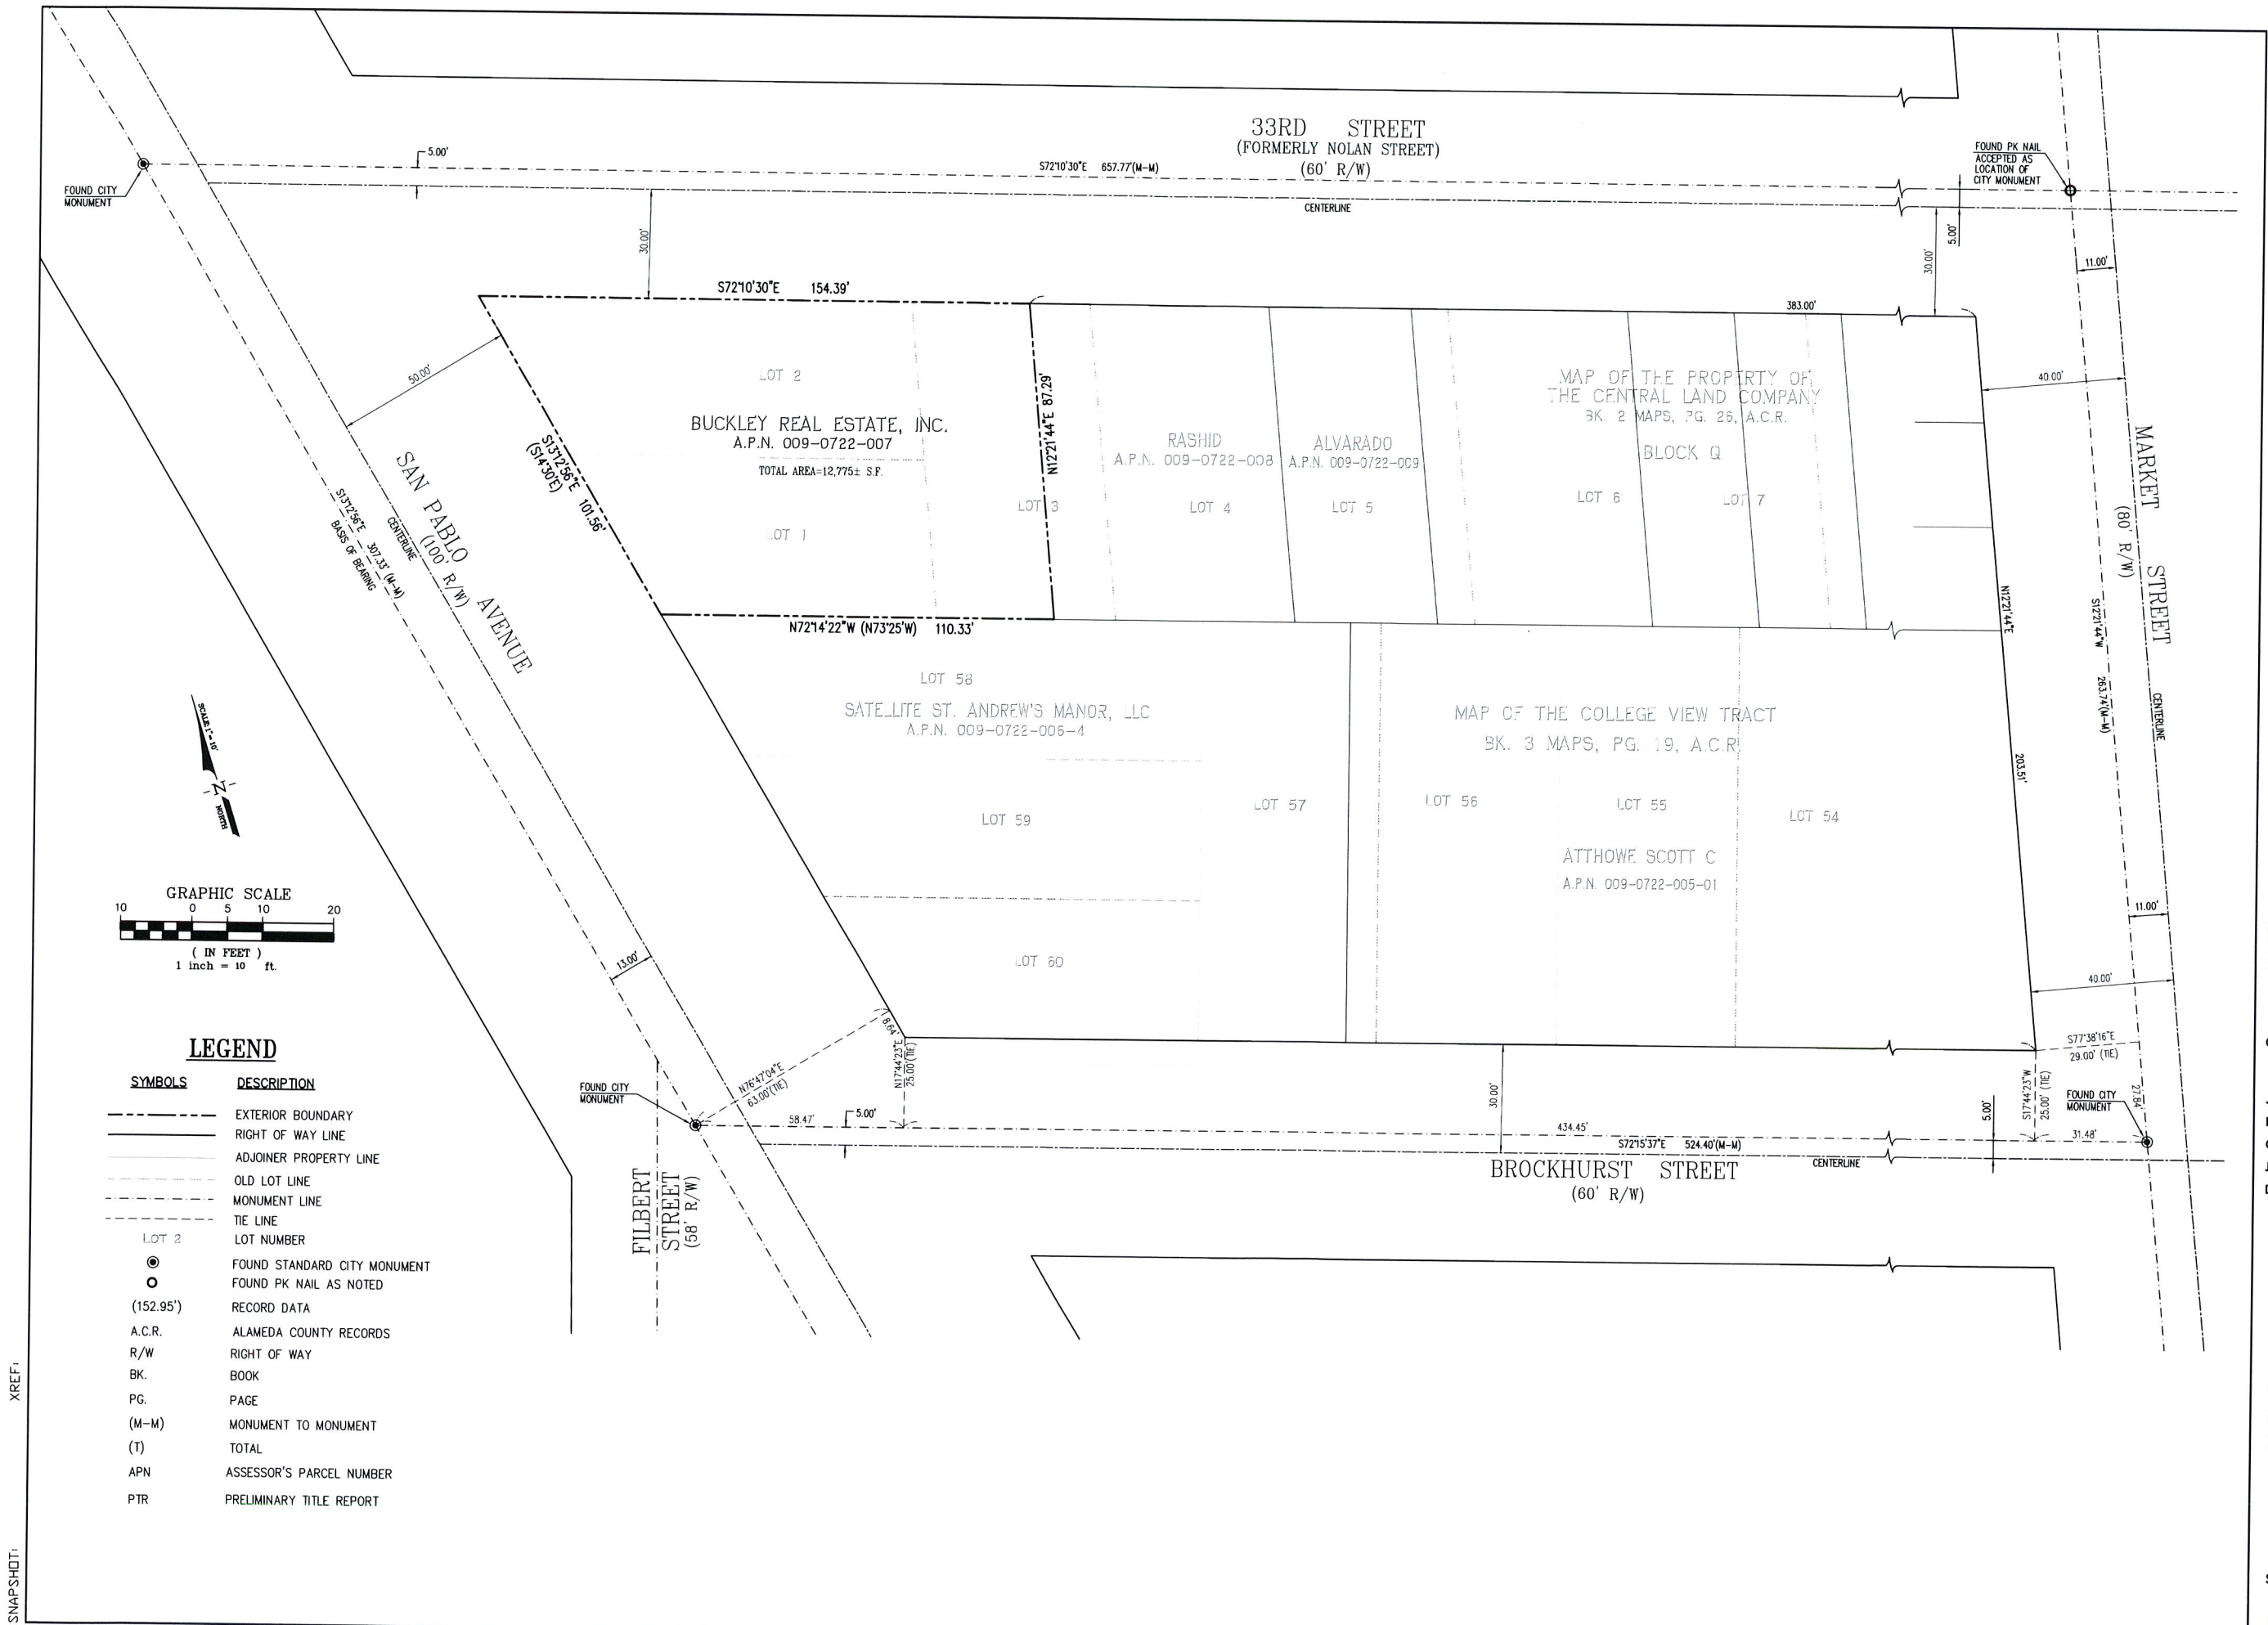 33RD STREET
(FORMERLY NOLAN STREET)
(60' R/W)
5.00'
S72°10'30"E 657.77'(M-M)
CENTERLINE
FOUND CITY
MONUMENT
FOUND PK NAIL
ACCEPTED AS
LOCATION OF
CITY MONUMENT
30.00'
5.00'
30.00'
11.00'
S72°10'30"E 154.39'
383.00'
50.00'
40.00'
LOT 2
BUCKLEY REAL ESTATE, INC.
A.P.N. 009-0722-007
TOTAL AREA=12,775± S.F.
LOT 1
LOT 3
S13°12'56"E 101.56'
(S14°30'E)
N12°21'44"E 87.29'
N72°14'22"W (N73°25'W) 110.33'
RASHID
A.P.N. 009-0722-008
LOT 4
ALVARADO
A.P.N. 009-0722-009
LOT 5
MAP OF THE PROPERTY OF
THE CENTRAL LAND COMPANY
BK. 2 MAPS, PG. 26, A.C.R.
BLOCK Q
LOT 6
LOT 7
MARKET STREET
(80' R/W)
N12°21'44"E
203.51'
S12°21'44"W 263.74'(M-M)
CENTERLINE
SAN PABLO AVENUE
(100' R/W)
CENTERLINE
S13°12'56"E 307.33' (M-M)
BASIS OF BEARING
LOT 58
SATELLITE ST. ANDREW'S MANOR, LLC
A.P.N. 009-0722-006-4
LOT 59
LOT 60
LOT 57
MAP OF THE COLLEGE VIEW TRACT
BK. 3 MAPS, PG. 19, A.C.R.
LOT 56
LOT 55
LOT 54
ATTHOWE SCOTT C
A.P.N. 009-0722-005-01
11.00'
40.00'
13.00'
8.64'
N17°44'23"E
25.00'(TIE)
N76°47'04"E
63.00'(TIE)
FOUND CITY
MONUMENT
58.47'
5.00'
30.00'
434.45'
S72°15'37"E 524.40'(M-M)
BROCKHURST STREET
(60' R/W)
CENTERLINE
5.00'
S17°44'23"W
25.00' (TIE)
S77°38'16"E
29.00' (TIE)
27.84'
FOUND CITY
MONUMENT
31.48'
FILBERT
STREET
(58' R/W)
SCALE: 1"=10'
NORTH
GRAPHIC SCALE
10 0 5 10 20
( IN FEET )
1 inch = 10 ft.
LEGEND
SYMBOLS DESCRIPTION
EXTERIOR BOUNDARY
RIGHT OF WAY LINE
ADJOINER PROPERTY LINE
OLD LOT LINE
MONUMENT LINE
TIE LINE
LOT 2 LOT NUMBER
FOUND STANDARD CITY MONUMENT
FOUND PK NAIL AS NOTED
(152.95') RECORD DATA
A.C.R. ALAMEDA COUNTY RECORDS
R/W RIGHT OF WAY
BK. BOOK
PG. PAGE
(M-M) MONUMENT TO MONUMENT
(T) TOTAL
APN ASSESSOR'S PARCEL NUMBER
PTR PRELIMINARY TITLE REPORT
XREF:
SNAPSHOT: